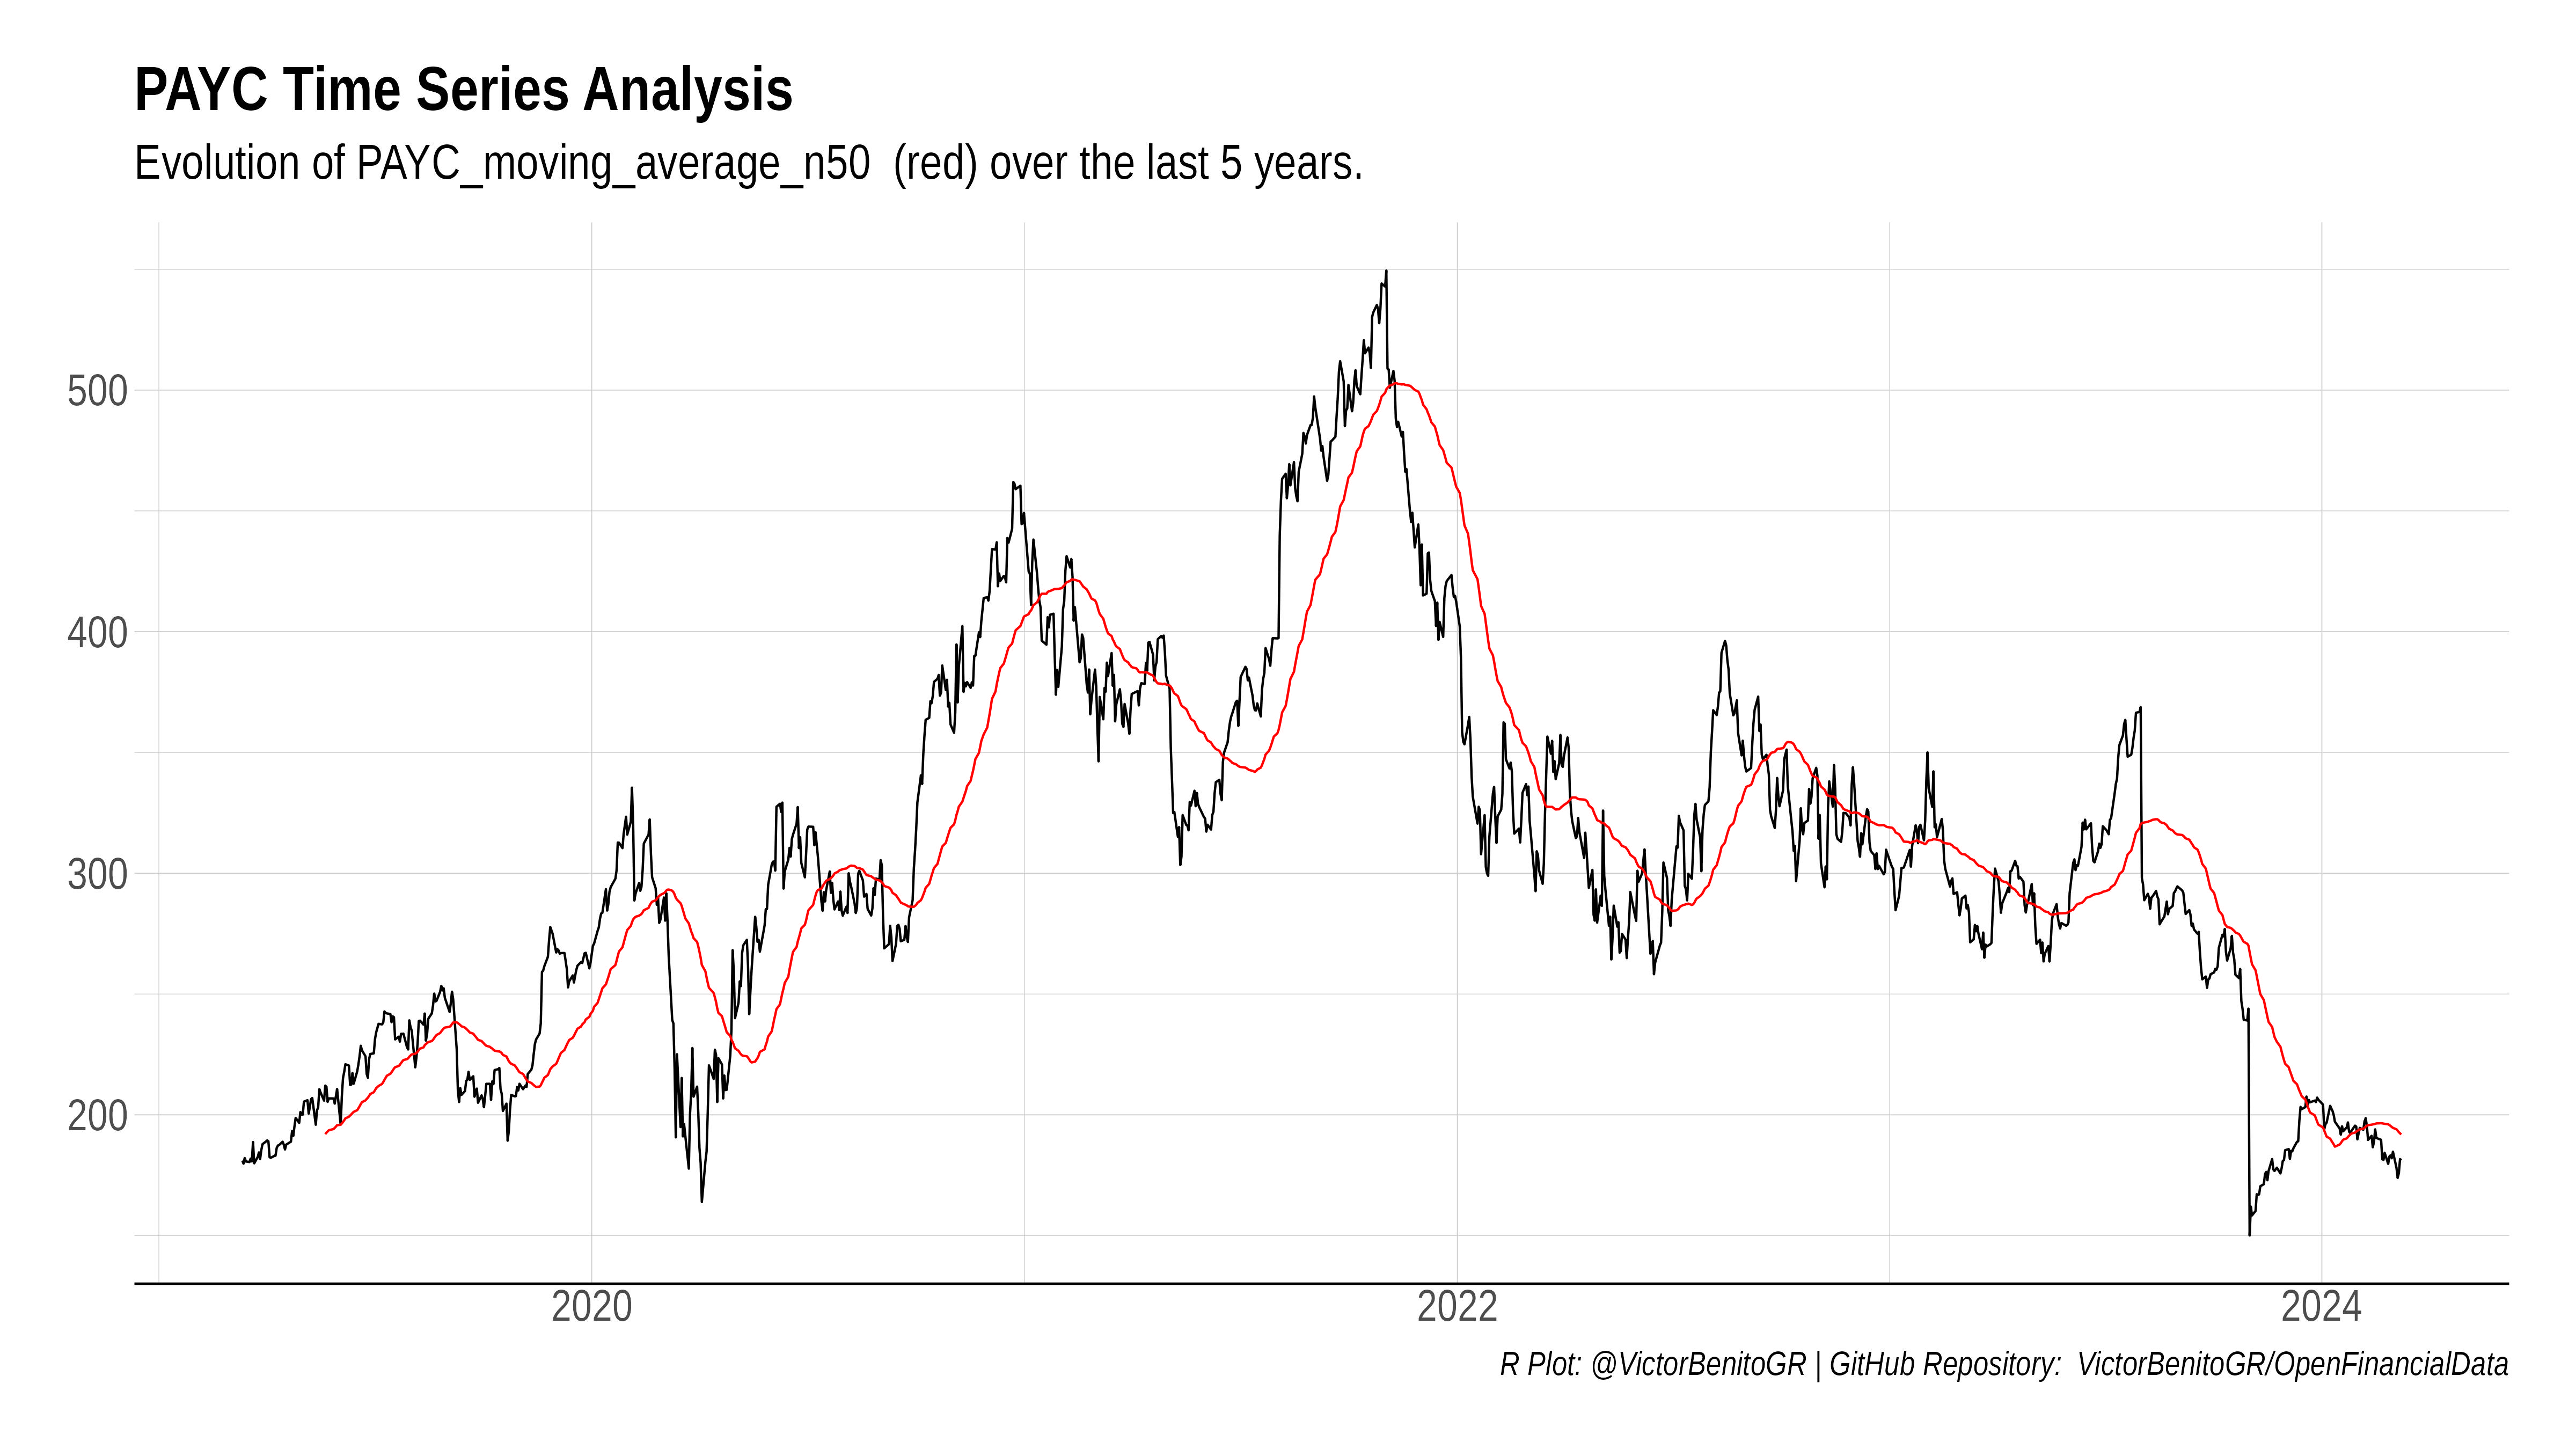 PAYC Time Series Analysis
Evolution of PAYC_moving_average_n50  (red) over the last 5 years.
500
400
300
200
2020 2022 2024
R Plot: @VictorBenitoGR | GitHub Repository:  VictorBenitoGR/OpenFinancialData